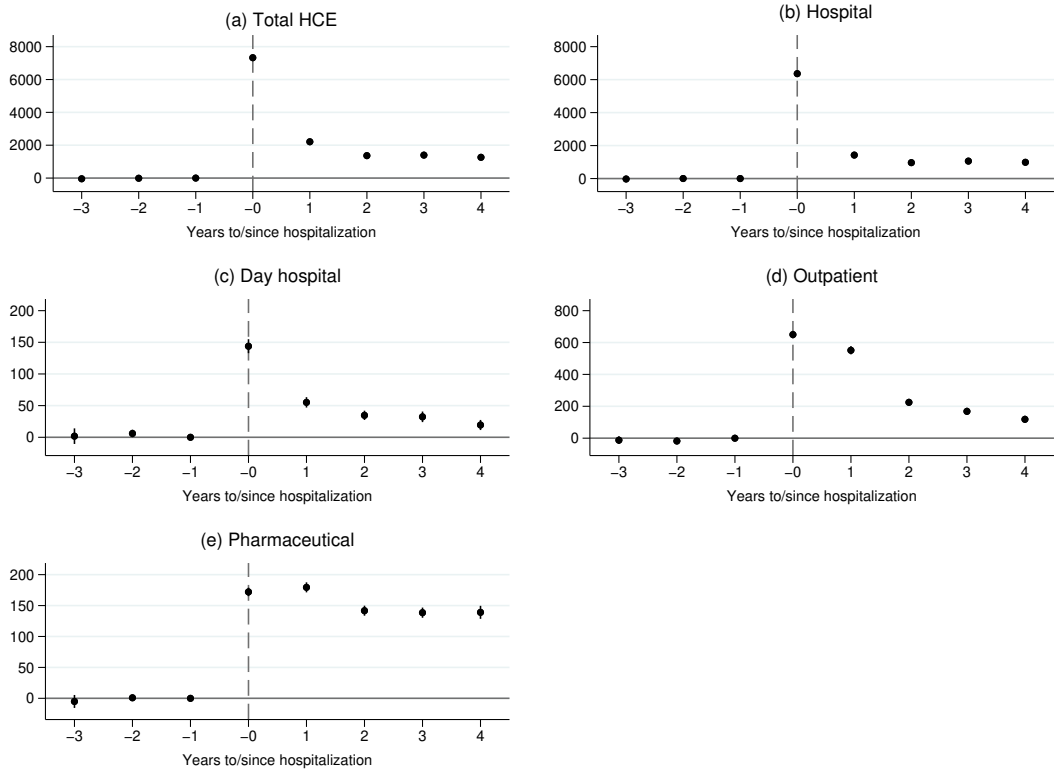 (a) Total HCE
8000
6000
4000
2000
0
−3 −2 −1 −0 1 2 3 4
Years to/since hospitalization
(b) Hospital
8000
6000
4000
2000
0
−3 −2 −1 −0 1 2 3 4
Years to/since hospitalization
(c) Day hospital
200
150
100
50
0
−3 −2 −1 −0 1 2 3 4
Years to/since hospitalization
(d) Outpatient
800
600
400
200
0
−3 −2 −1 −0 1 2 3 4
Years to/since hospitalization
(e) Pharmaceutical
200
150
100
50
0
−3 −2 −1 −0 1 2 3 4
Years to/since hospitalization